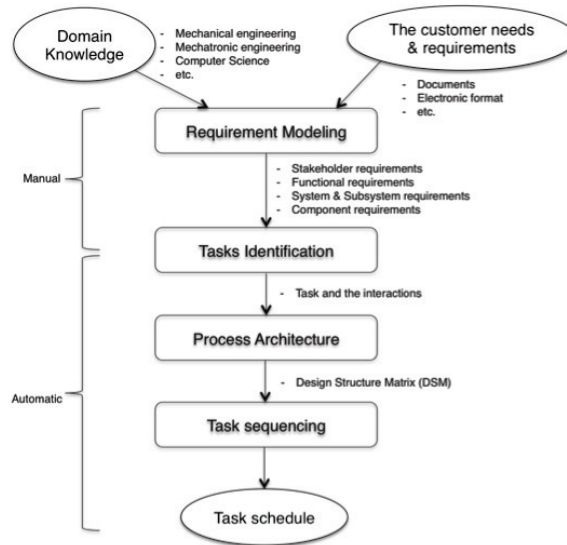 Domain
Knowledge
- Mechanical engineering
- Mechatronic engineering
- Computer Science
- etc.
The customer needs
& requirements
- Documents
- Electronic format
- etc.
Requirement Modeling
Manual
- Stakeholder requirements
- Functional requirements
- System & Subsystem requirements
- Component requirements
Tasks Identification
- Task and the interactions
Process Architecture
Automatic
- Design Structure Matrix (DSM)
Task sequencing
Task schedule